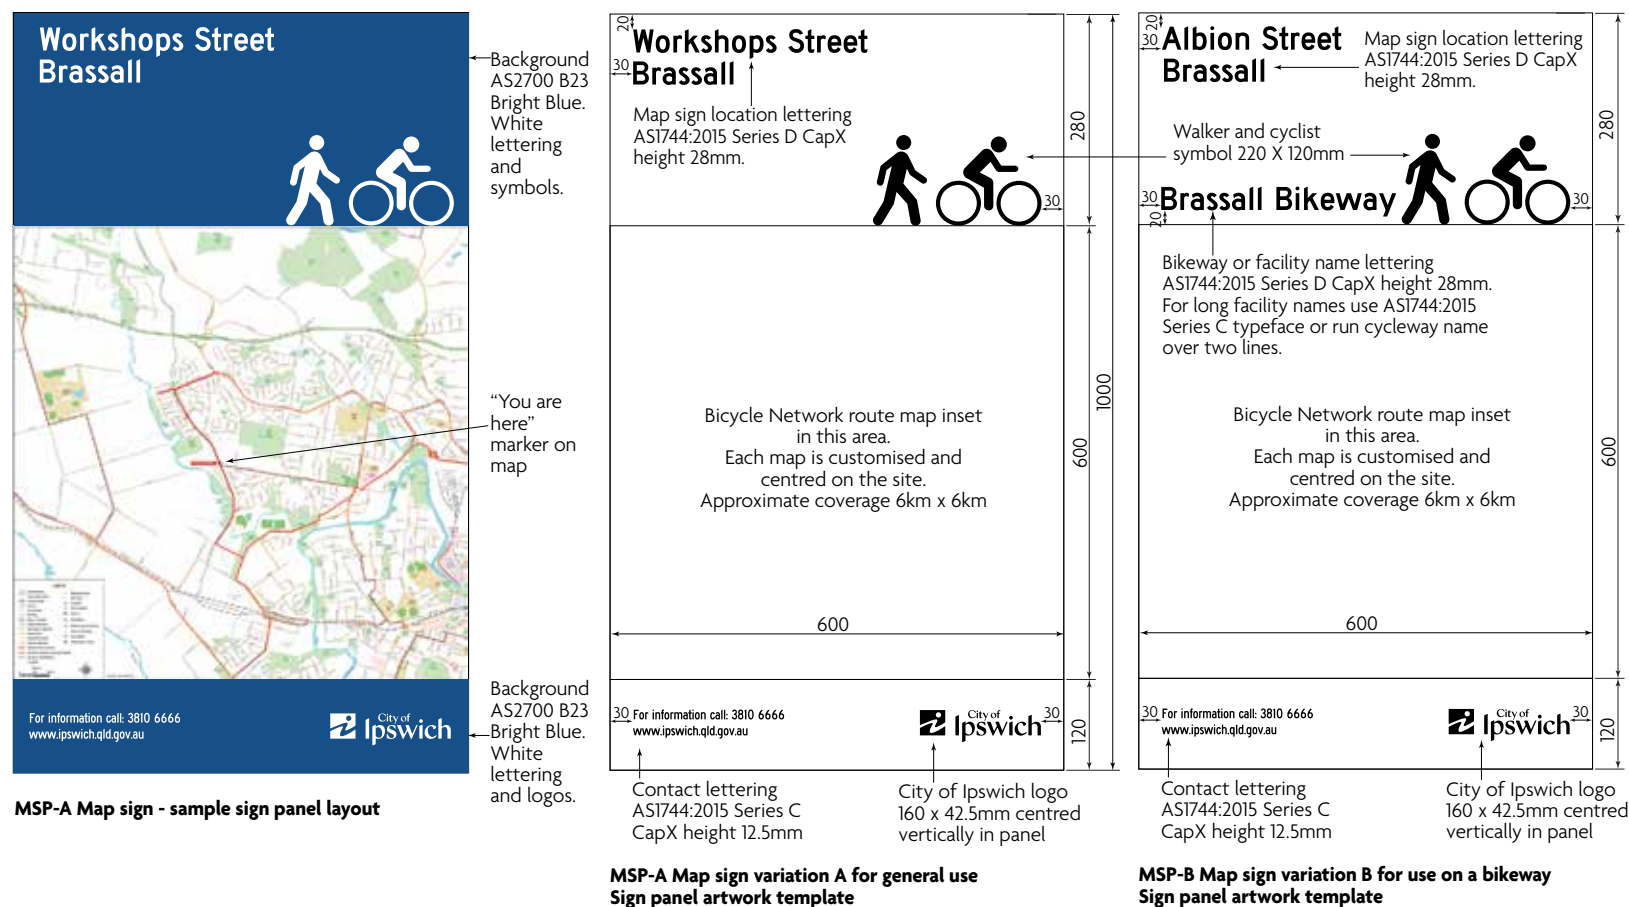 Workshops Street
Brassall
Background
AS2700 B23
Bright Blue.
White
lettering
and
symbols.
"You are
here"
marker on
map
For information call: 3810 6666
www.ipswich.qld.gov.au
City of
Ipswich
Background
AS2700 B23
Bright Blue.
White
lettering
and logos.
MSP-A Map sign - sample sign panel layout
20
30
Workshops Street
Brassall
Map sign location lettering
AS1744:2015 Series D CapX
height 28mm.
30
280
1000
Bicycle Network route map inset
in this area.
Each map is customised and
centred on the site.
Approximate coverage 6km x 6km
600
600
30
For information call: 3810 6666
www.ipswich.qld.gov.au
City of
Ipswich
30
120
Contact lettering
AS1744:2015 Series C
CapX height 12.5mm
City of Ipswich logo
160 x 42.5mm centred
vertically in panel
MSP-A Map sign variation A for general use
Sign panel artwork template
20
30
Albion Street
Brassall
Map sign location lettering
AS1744:2015 Series D CapX
height 28mm.
Walker and cyclist
symbol 220 X 120mm
280
30
Brassall Bikeway
30
20
Bikeway or facility name lettering
AS1744:2015 Series D CapX height 28mm.
For long facility names use AS1744:2015
Series C typeface or run cycleway name
over two lines.
Bicycle Network route map inset
in this area.
Each map is customised and
centred on the site.
Approximate coverage 6km x 6km
600
600
30
For information call: 3810 6666
www.ipswich.qld.gov.au
City of
Ipswich
30
120
Contact lettering
AS1744:2015 Series C
CapX height 12.5mm
City of Ipswich logo
160 x 42.5mm centred
vertically in panel
MSP-B Map sign variation B for use on a bikeway
Sign panel artwork template